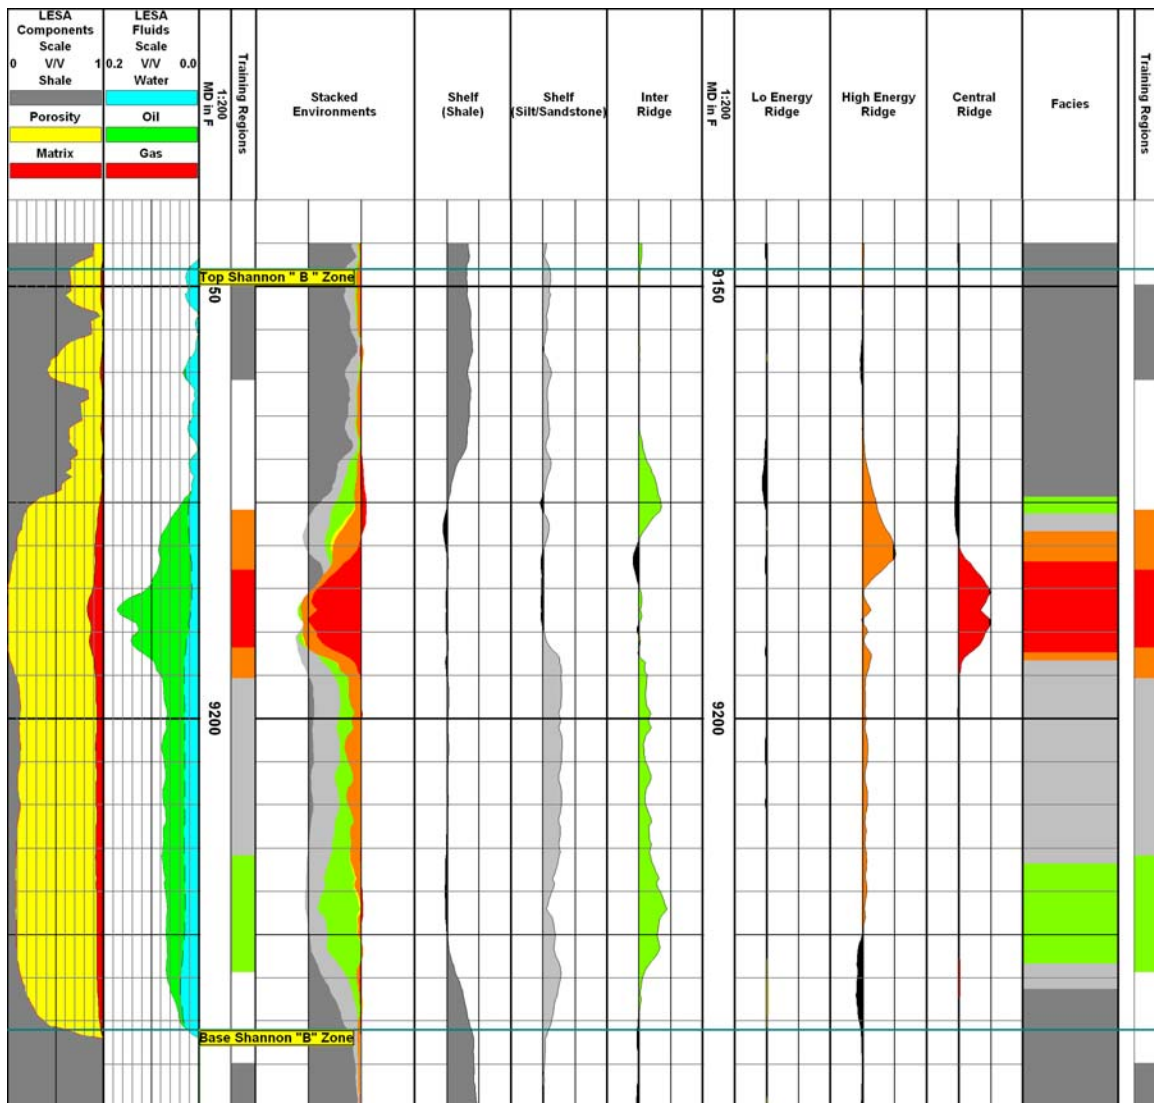 LESA
Components
Scale
0 V/V 1
Shale
Porosity
Matrix
LESA
Fluids
Scale
0.2 V/V 0.0
Water
Oil
Gas
1:200
MD in F
Training Regions
Stacked
Environments
Shelf
(Shale)
Shelf
(Silt/Sandstone)
Inter
Ridge
1:200
MD in F
Lo Energy
Ridge
High Energy
Ridge
Central
Ridge
Facies
Training Regions
Top Shannon " B " Zone
50
9150
9200
9200
Base Shannon "B" Zone